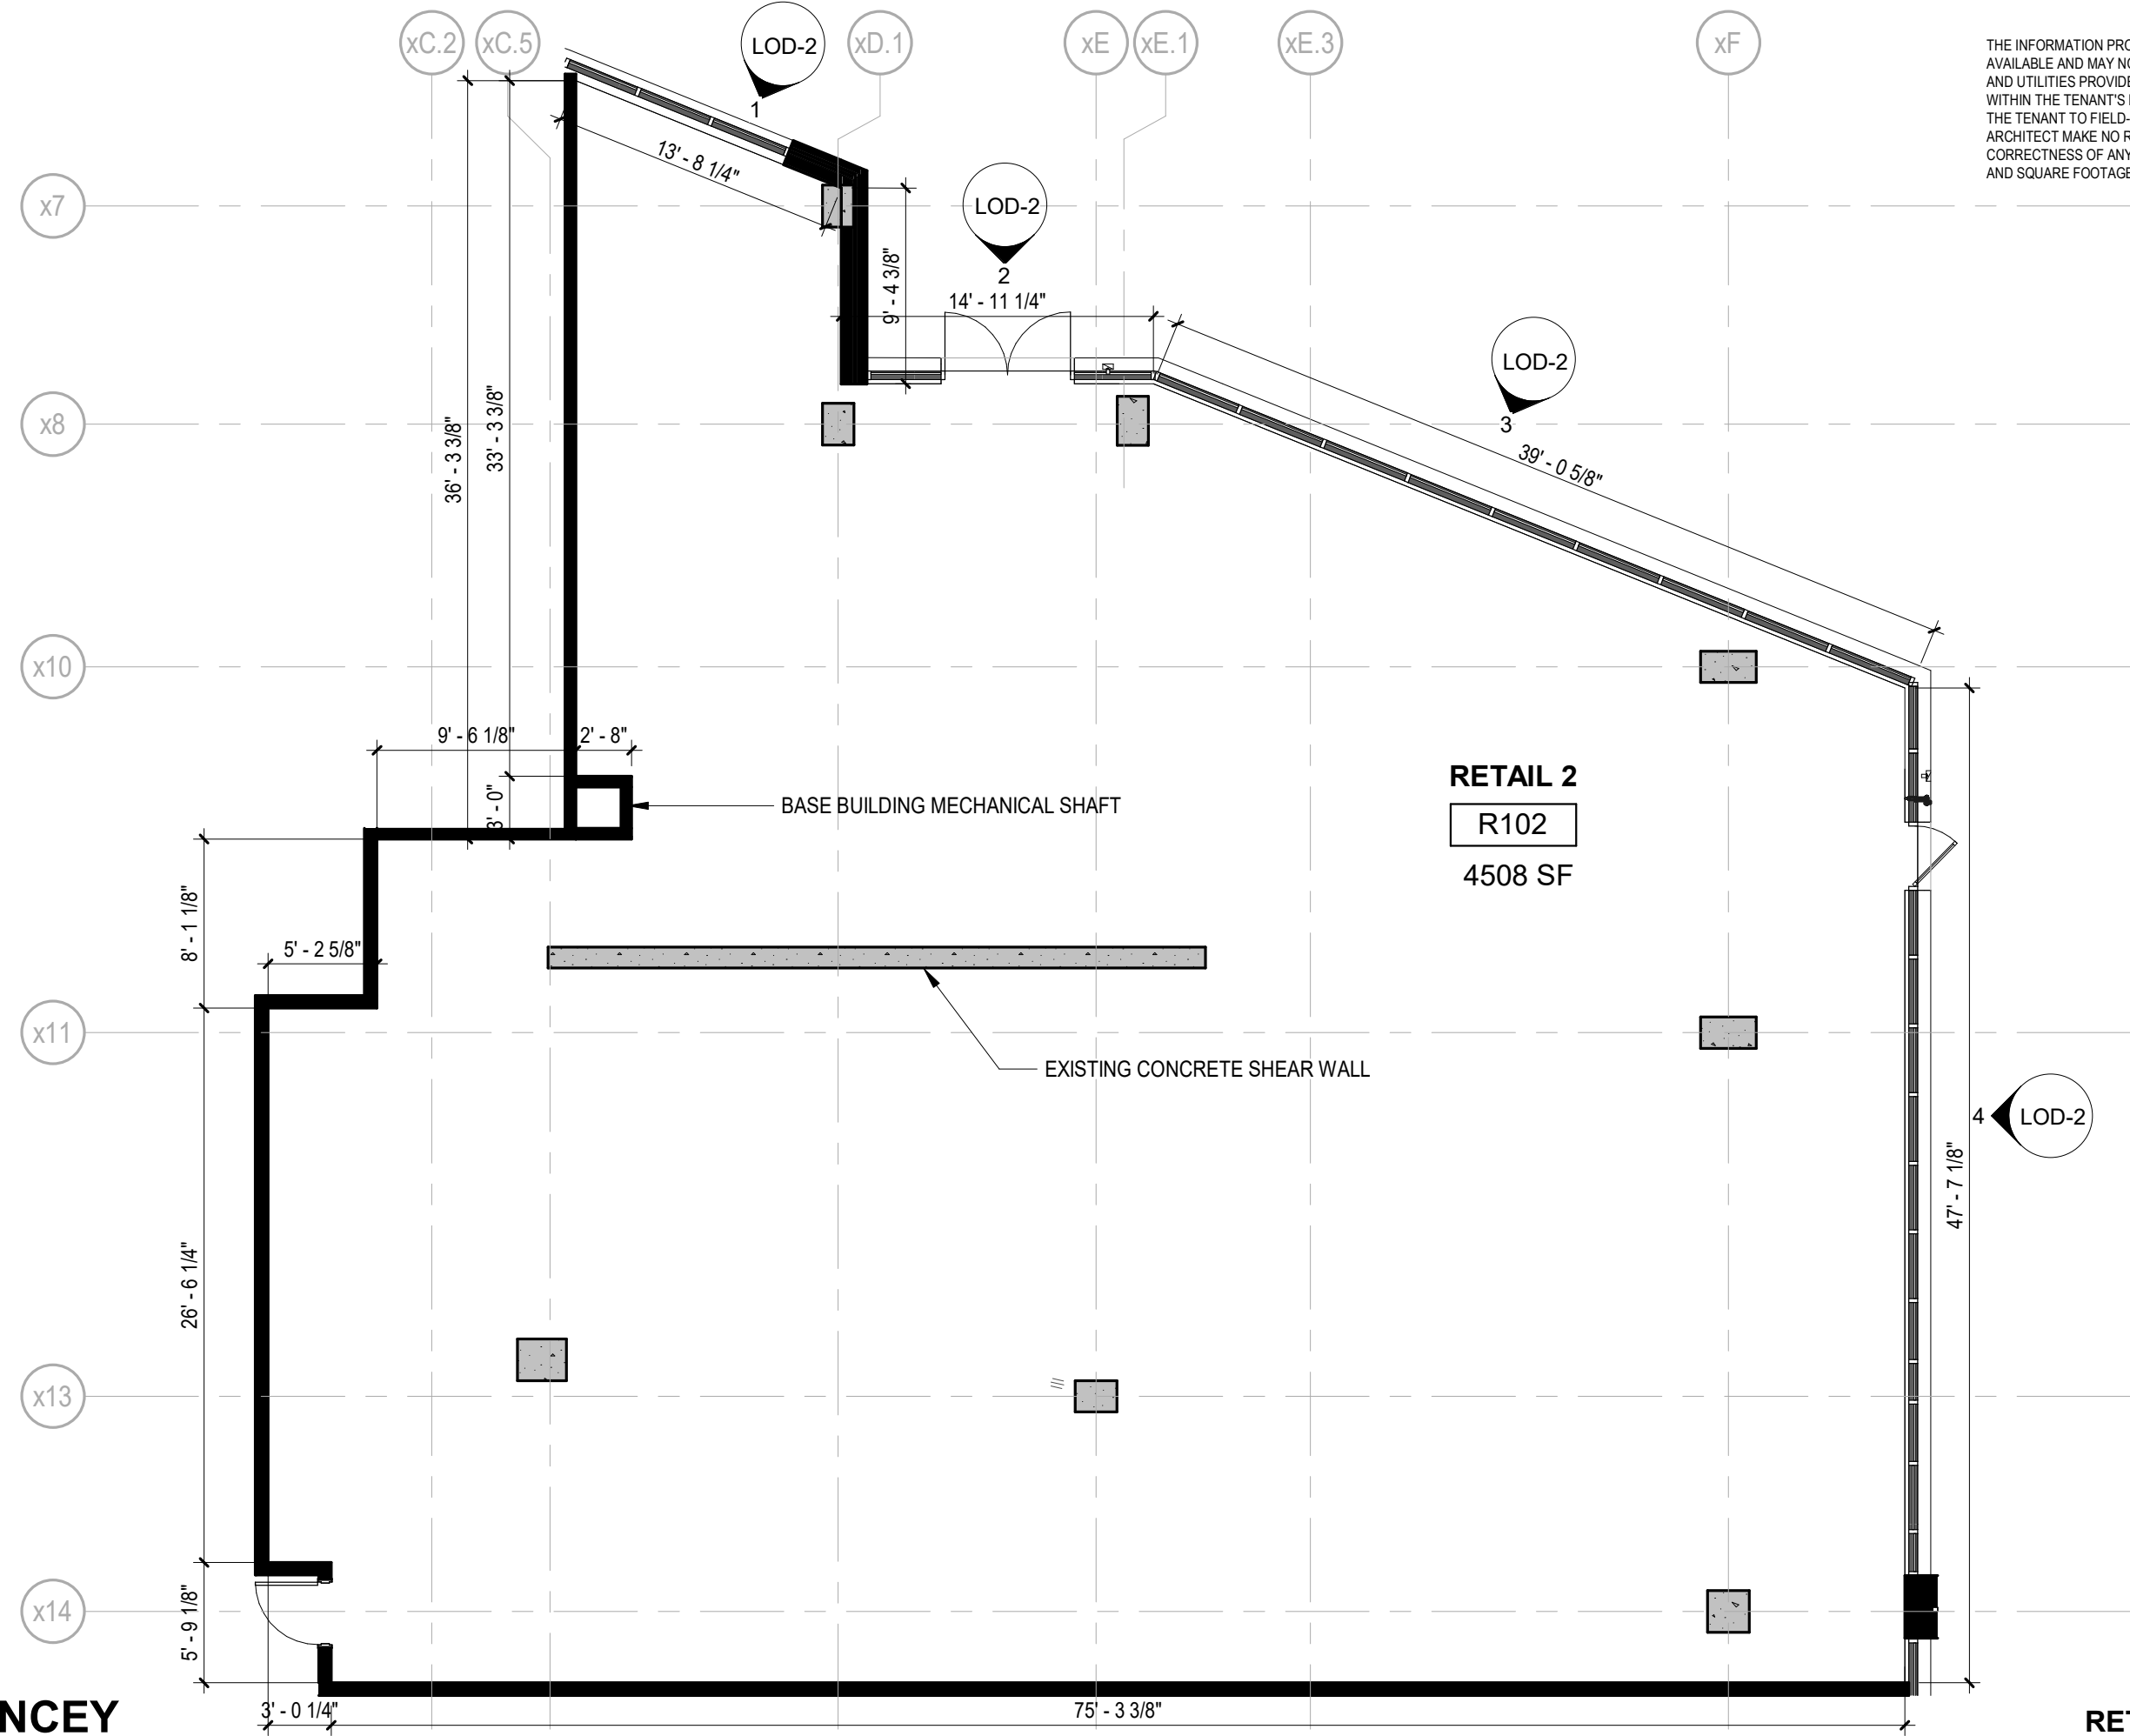 xC.2 xC.5 LOD-2 xD.1 xE xE.1 xE.3 xF
1
THE INFORMATION
AVAILABLE AND MAY
AND UTILITIES
WITHIN THE TENANT'S
THE TENANT TO
ARCHITECT MAKE NO
CORRECTNESS OF ANY
AND SQUARE
13' - 8 1/4"
x7
LOD-2
2
9' - 4 3/8"
14' - 11 1/4"
LOD-2
3
x8
36' - 3 3/8"
33' - 3 3/8"
39' - 0 5/8"
x10
9' - 6 1/8"
2' - 8"
3' - 0"
BASE BUILDING MECHANICAL SHAFT
RETAIL 2
R102
4508 SF
8' - 1 1/8"
5' - 2 5/8"
x11
EXISTING CONCRETE SHEAR WALL
4
LOD-2
47' - 7 1/8"
26' - 6 1/4"
x13
x14
5' - 9 1/8"
3' - 0 1/4"
75' - 3 3/8"
NCEY